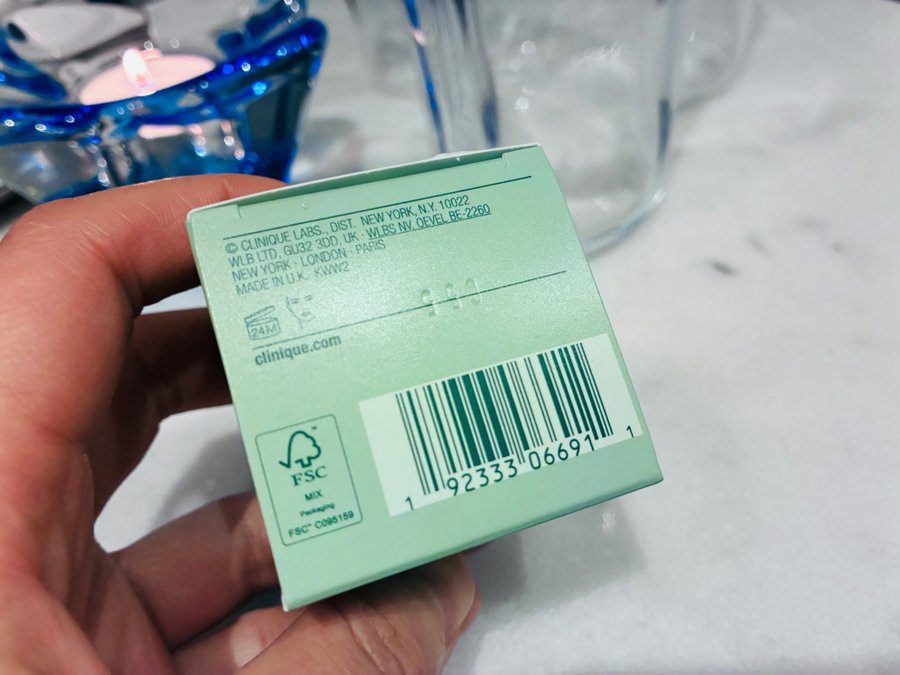 © CLINIQUE LABS., DIST. NEW YORK, N.Y. 10022
WLB LTD, GU32 3DD, UK · WLBS NV. OEVEL BE-2260
NEW YORK · LONDON · PARIS
MADE IN U.K. KWW2
24M
clinique.com
FSC
MIX
Packaging
FSC™ C095159
1 92333 06691 1